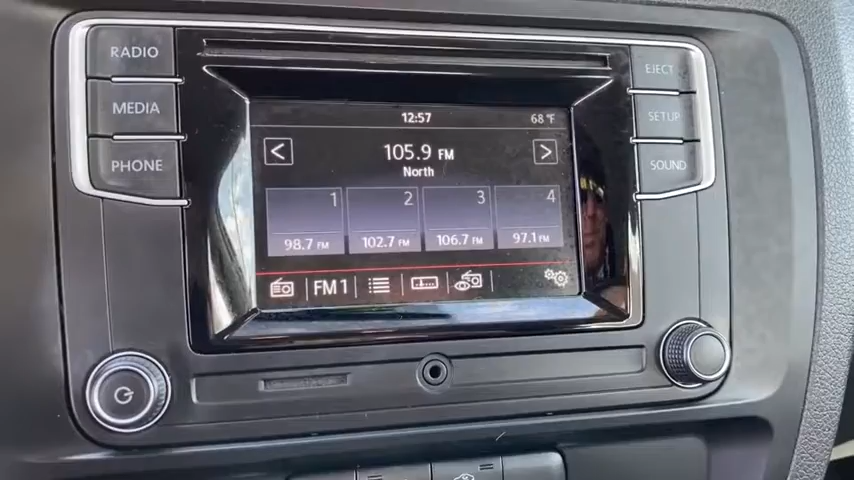 RADIO
MEDIA
PHONE
EJECT
SETUP
SOUND
12:57
68°F
< 105.9 FM >
North
1 2 3 4
98.7 FM 102.7 FM 106.7 FM 97.1 FM
FM1